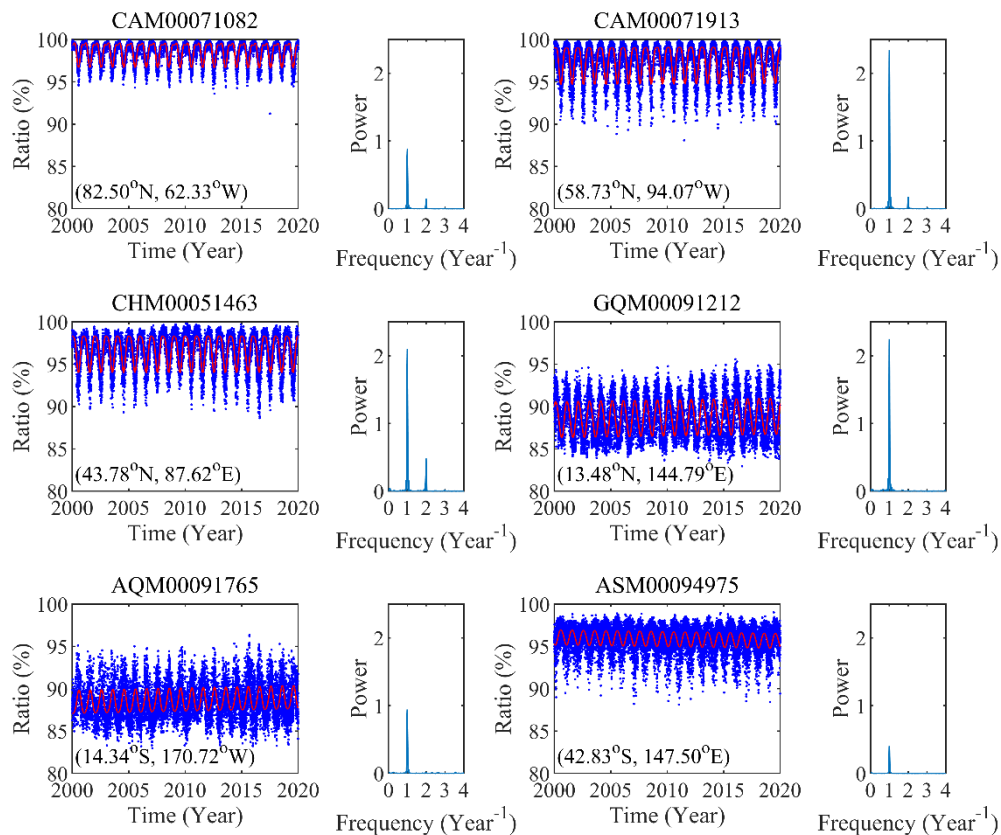 CAM00071082
100
95
90
85
80
Ratio (%)
(82.50°N, 62.33°W)
2000 2005 2010 2015 2020
Time (Year)
2
1
0
Power
0 1 2 3 4
Frequency (Year⁻¹)
CAM00071913
100
95
90
85
80
Ratio (%)
(58.73°N, 94.07°W)
2000 2005 2010 2015 2020
Time (Year)
2
1
0
Power
0 1 2 3 4
Frequency (Year⁻¹)
CHM00051463
100
95
90
85
80
Ratio (%)
(43.78°N, 87.62°E)
2000 2005 2010 2015 2020
Time (Year)
2
1
0
Power
0 1 2 3 4
Frequency (Year⁻¹)
GQM00091212
100
95
90
85
80
Ratio (%)
(13.48°N, 144.79°E)
2000 2005 2010 2015 2020
Time (Year)
2
1
0
Power
0 1 2 3 4
Frequency (Year⁻¹)
AQM00091765
100
95
90
85
80
Ratio (%)
(14.34°S, 170.72°W)
2000 2005 2010 2015 2020
Time (Year)
2
1
0
Power
0 1 2 3 4
Frequency (Year⁻¹)
ASM00094975
100
95
90
85
80
Ratio (%)
(42.83°S, 147.50°E)
2000 2005 2010 2015 2020
Time (Year)
2
1
0
Power
0 1 2 3 4
Frequency (Year⁻¹)